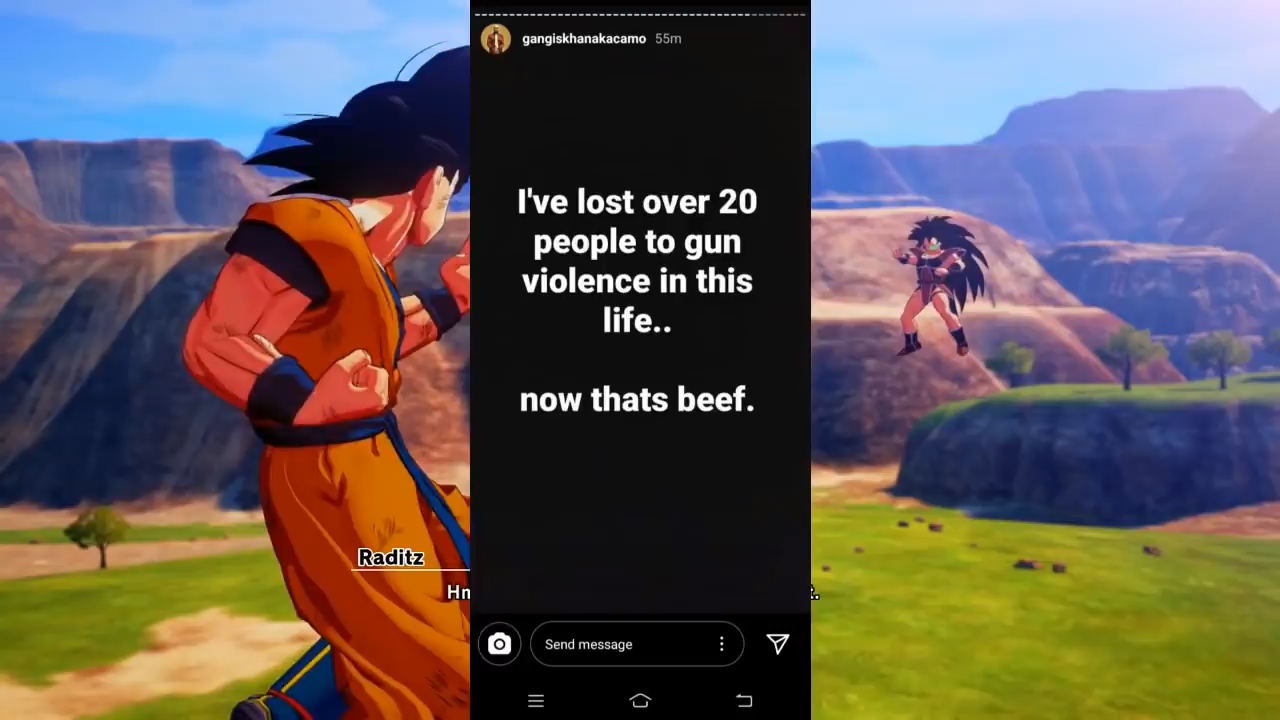 gangiskhanakacamo 55m
I've lost over 20
people to gun
violence in this
life..
now thats beef.
Raditz
Send message